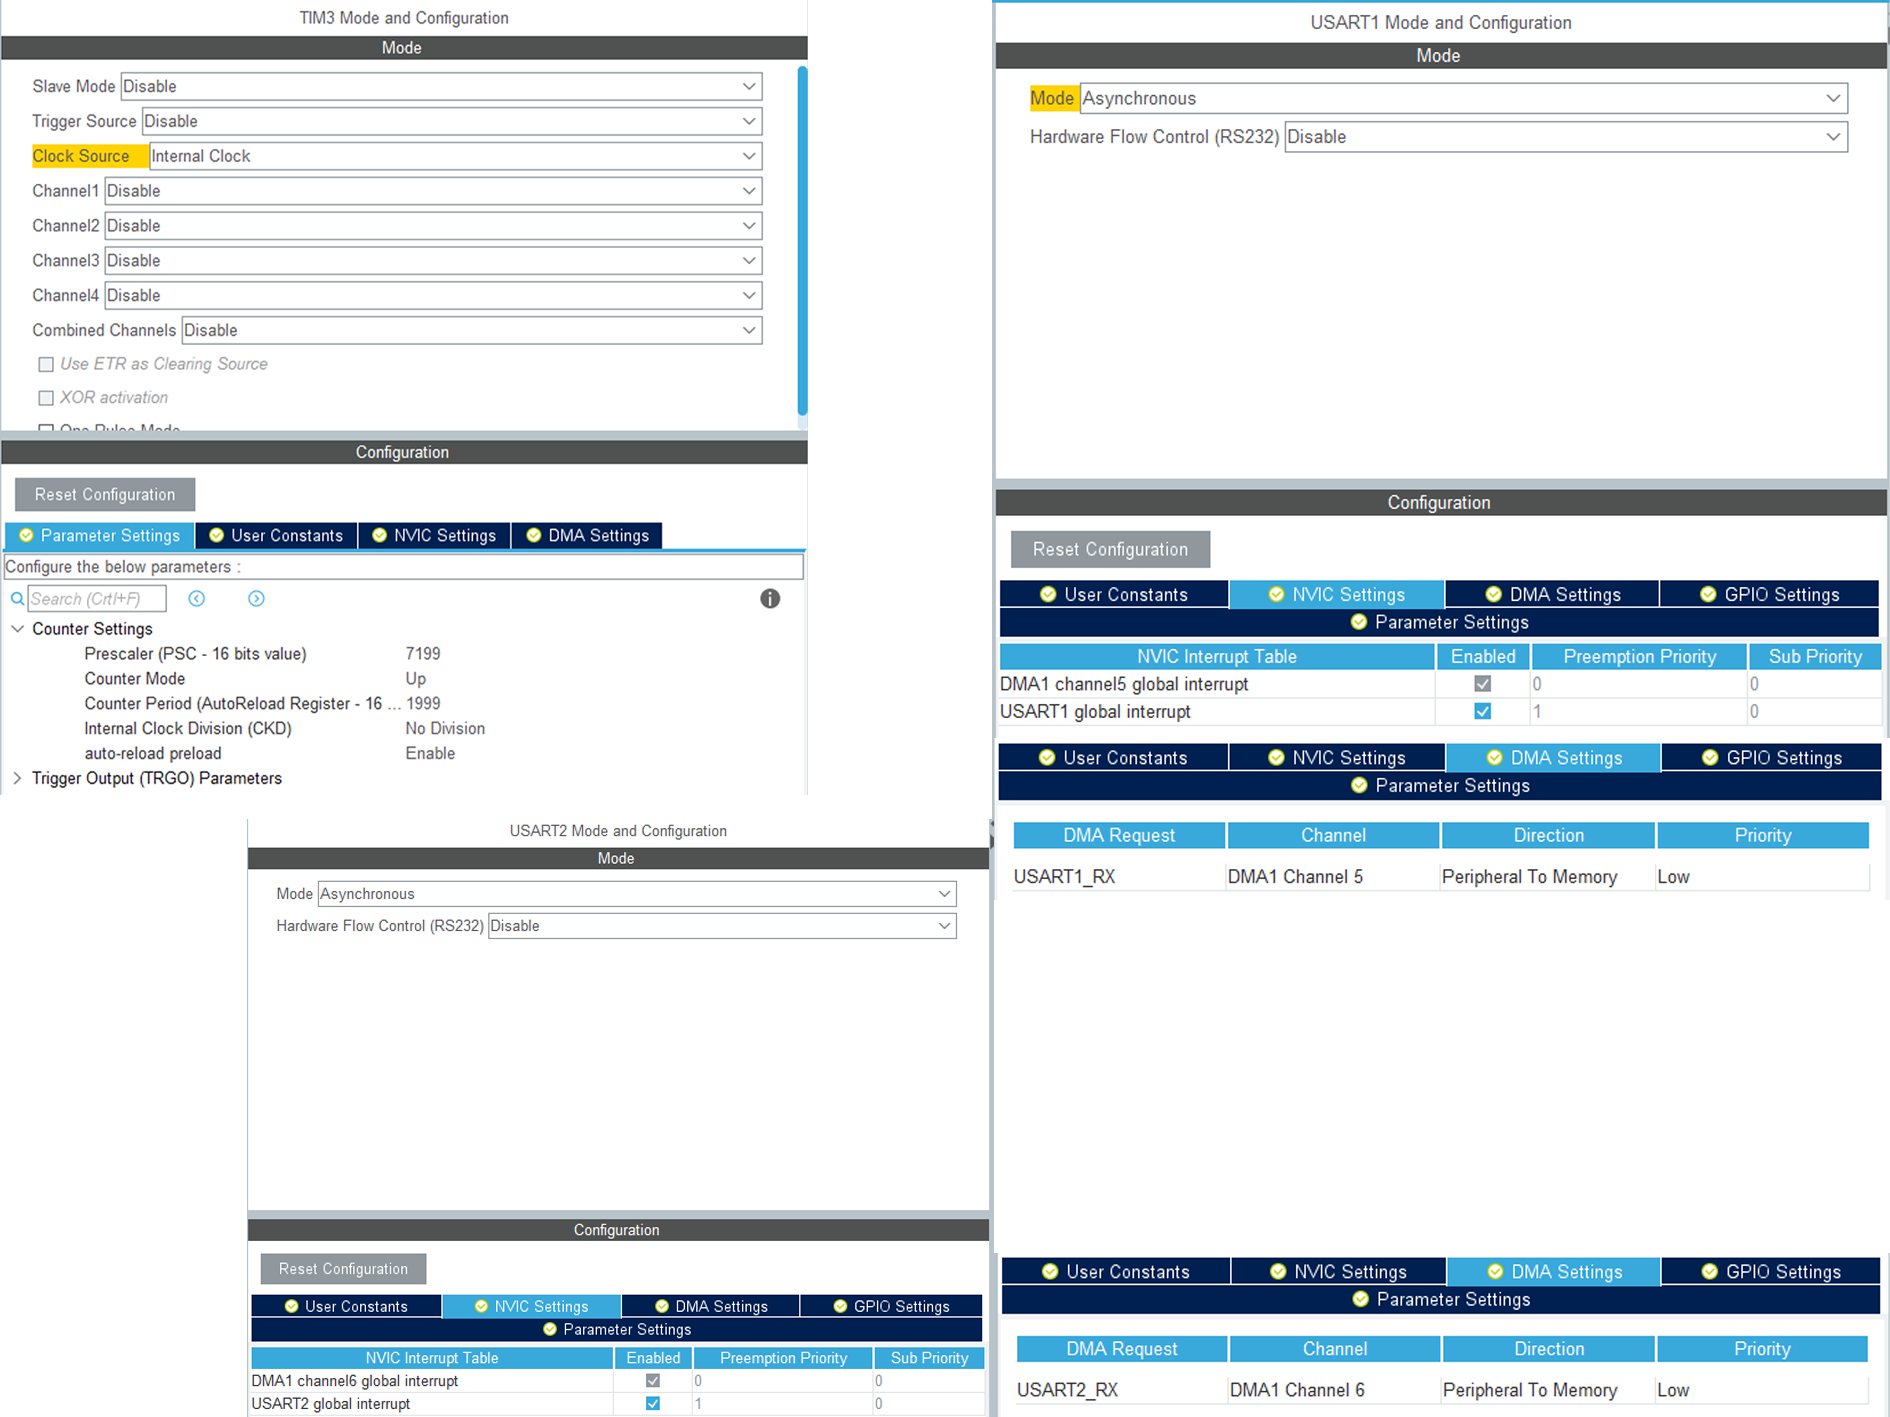 TIM3 Mode and Configuration
Mode
Slave Mode Disable
Trigger Source Disable
Clock Source Internal Clock
Channel1 Disable
Channel2 Disable
Channel3 Disable
Channel4 Disable
Combined Channels Disable
Use ETR as Clearing Source
XOR activation
One Pulse Mode
Configuration
Reset Configuration
Parameter Settings User Constants NVIC Settings DMA Settings
Configure the below parameters :
Search (Crtl+F)
Counter Settings
Prescaler (PSC - 16 bits value) 7199
Counter Mode Up
Counter Period (AutoReload Register - 16 ... 1999
Internal Clock Division (CKD) No Division
auto-reload preload Enable
Trigger Output (TRGO) Parameters
USART1 Mode and Configuration
Mode
Mode Asynchronous
Hardware Flow Control (RS232) Disable
Configuration
Reset Configuration
User Constants NVIC Settings DMA Settings GPIO Settings
Parameter Settings
NVIC Interrupt Table Enabled Preemption Priority Sub Priority
DMA1 channel5 global interrupt 0 0
USART1 global interrupt 1 0
User Constants NVIC Settings DMA Settings GPIO Settings
Parameter Settings
DMA Request Channel Direction Priority
USART1_RX DMA1 Channel 5 Peripheral To Memory Low
USART2 Mode and Configuration
Mode
Mode Asynchronous
Hardware Flow Control (RS232) Disable
Configuration
Reset Configuration
User Constants NVIC Settings DMA Settings GPIO Settings
Parameter Settings
NVIC Interrupt Table Enabled Preemption Priority Sub Priority
DMA1 channel6 global interrupt 0 0
USART2 global interrupt 1 0
User Constants NVIC Settings DMA Settings GPIO Settings
Parameter Settings
DMA Request Channel Direction Priority
USART2_RX DMA1 Channel 6 Peripheral To Memory Low